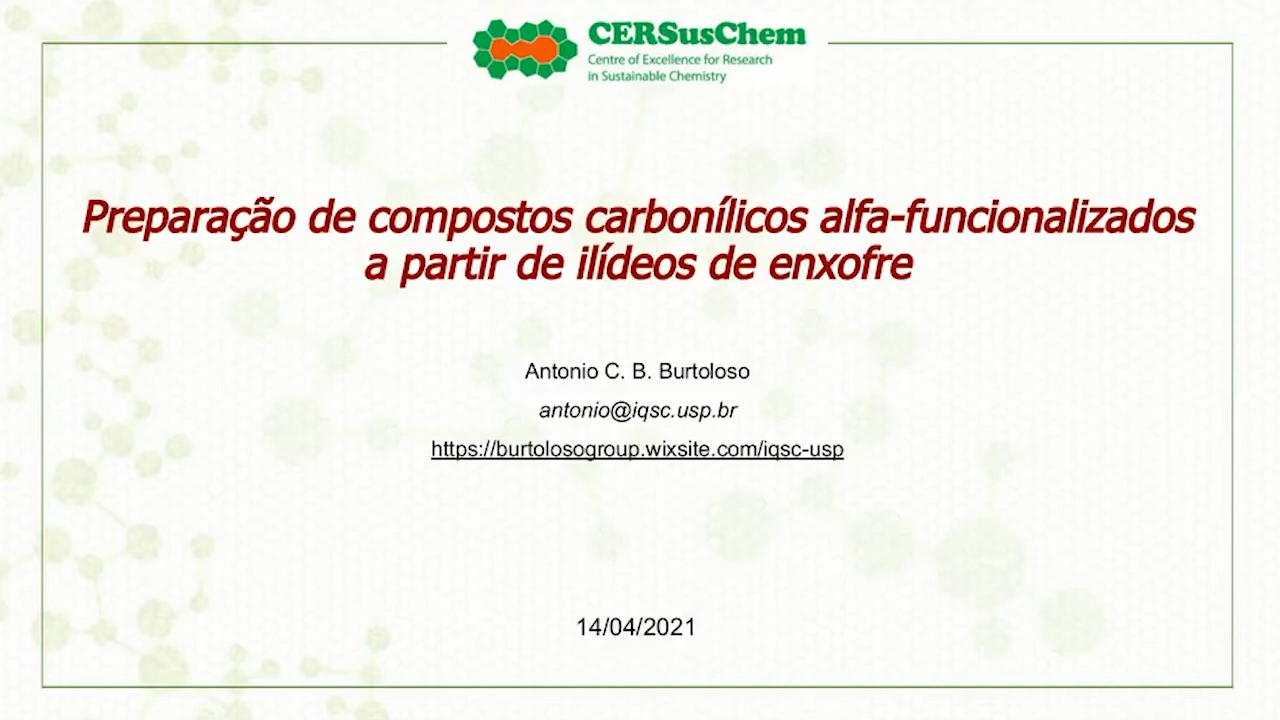 CERSusChem
Centre of Excellence for Research
in Sustainable Chemistry
Preparação de compostos carbonílicos alfa-funcionalizados
a partir de ilídeos de enxofre
Antonio C. B. Burtoloso
antonio@iqsc.usp.br
https://burtolosogroup.wixsite.com/iqsc-usp
14/04/2021